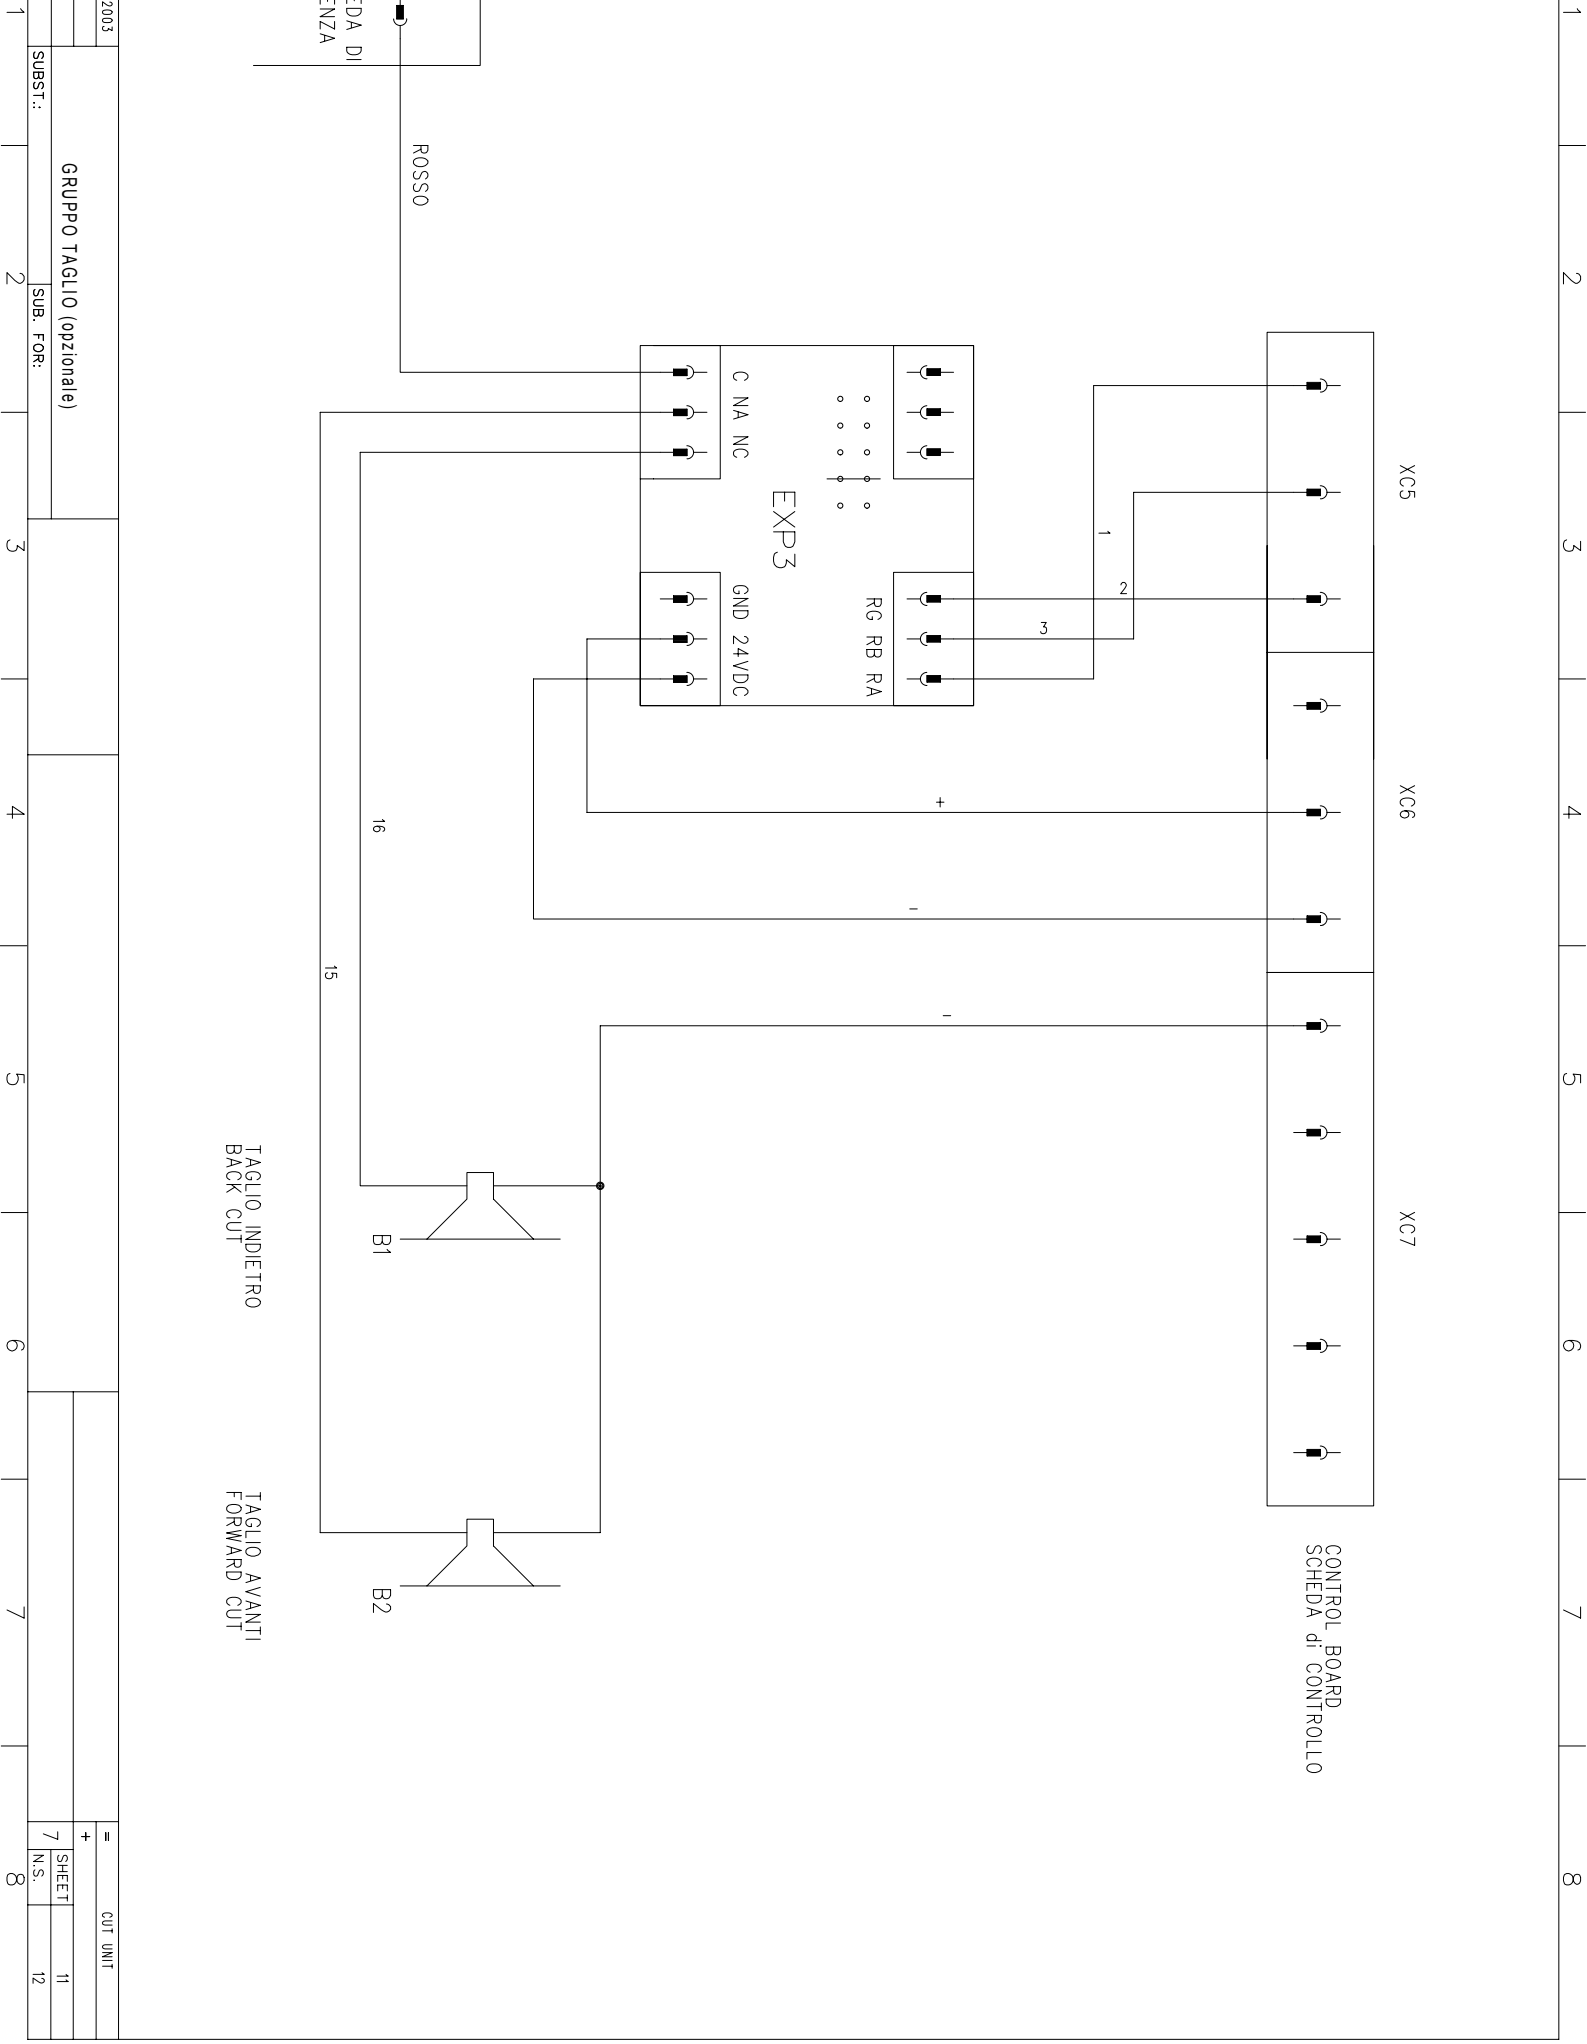 1
2
3
4
5
6
7
8
XC5
XC6
XC7
CONTROL BOARD
SCHEDA di CONTROLLO
1
2
3
+
-
-
RG RB RA
EXP3
C NA NC
GND 24VDC
ROSSO
EDA DI
ENZA
16
15
B1
B2
TAGLIO INDIETRO
BACK CUT
TAGLIO AVANTI
FORWARD CUT
2003
GRUPPO TAGLIO (opzionale)
SUBST.:
SUB. FOR:
= CUT UNIT
+
SHEET 11
7
N.S. 12
1
2
3
4
5
6
7
8